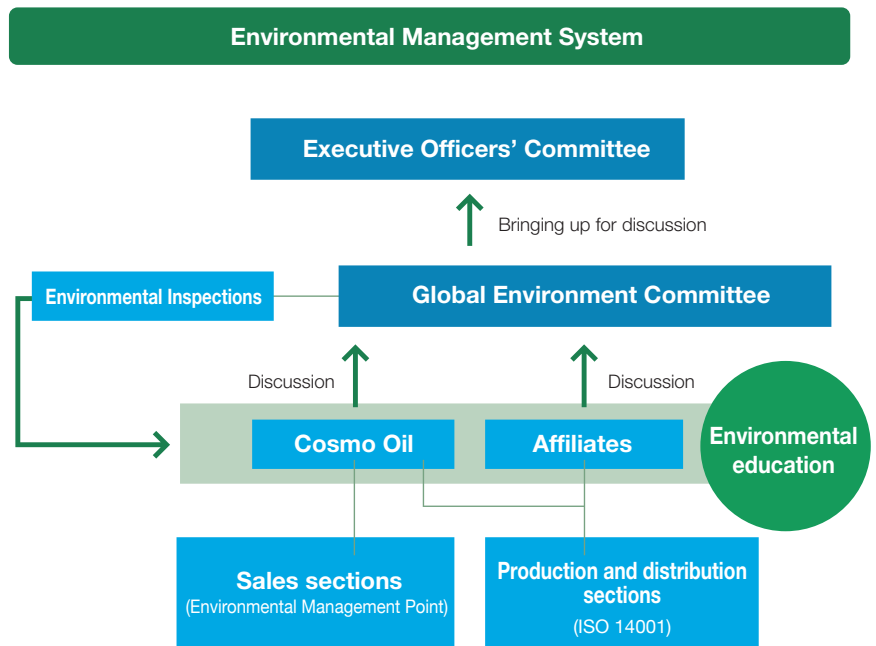 Environmental Management System
Executive Officers’ Committee
Bringing up for discussion
Environmental Inspections
Global Environment Committee
Discussion
Discussion
Cosmo Oil
Affiliates
Environmental
education
Sales sections
(Environmental Management Point)
Production and distribution
sections
(ISO 14001)